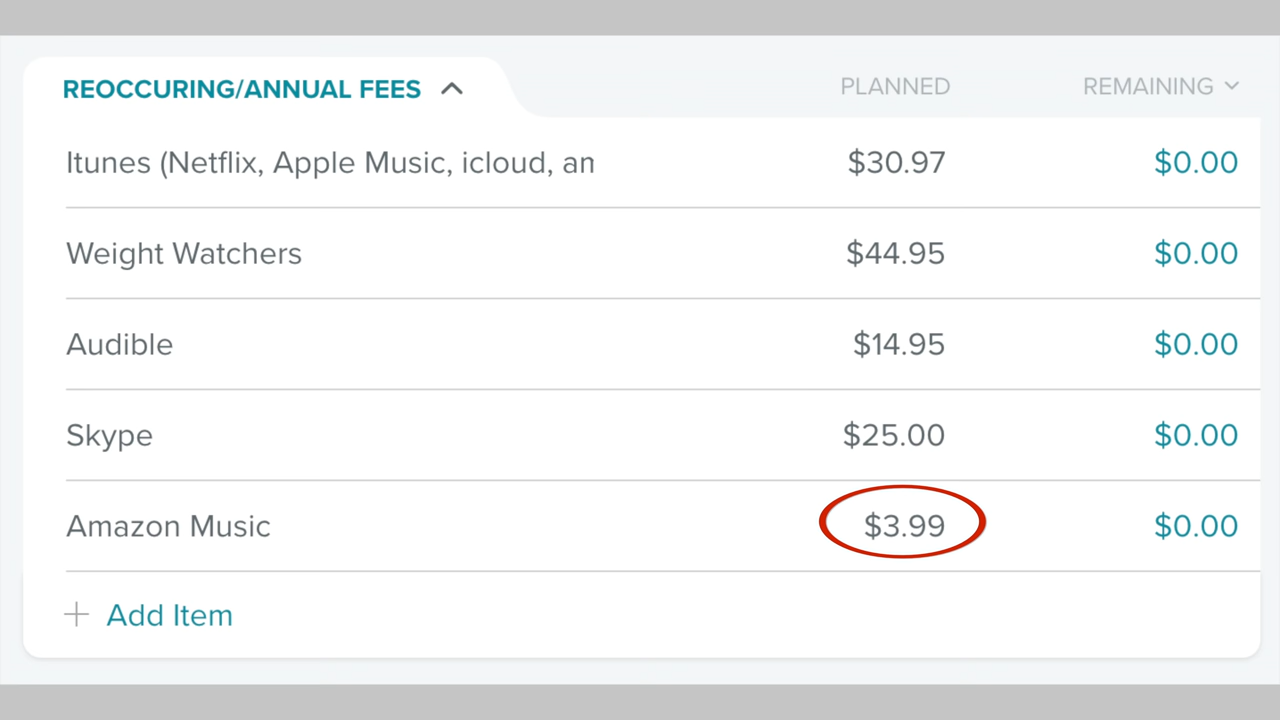 REOCCURING/ANNUAL FEES PLANNED REMAINING
Itunes (Netflix, Apple Music, icloud, an $30.97 $0.00
Weight Watchers $44.95 $0.00
Audible $14.95 $0.00
Skype $25.00 $0.00
Amazon Music $3.99 $0.00
+ Add Item